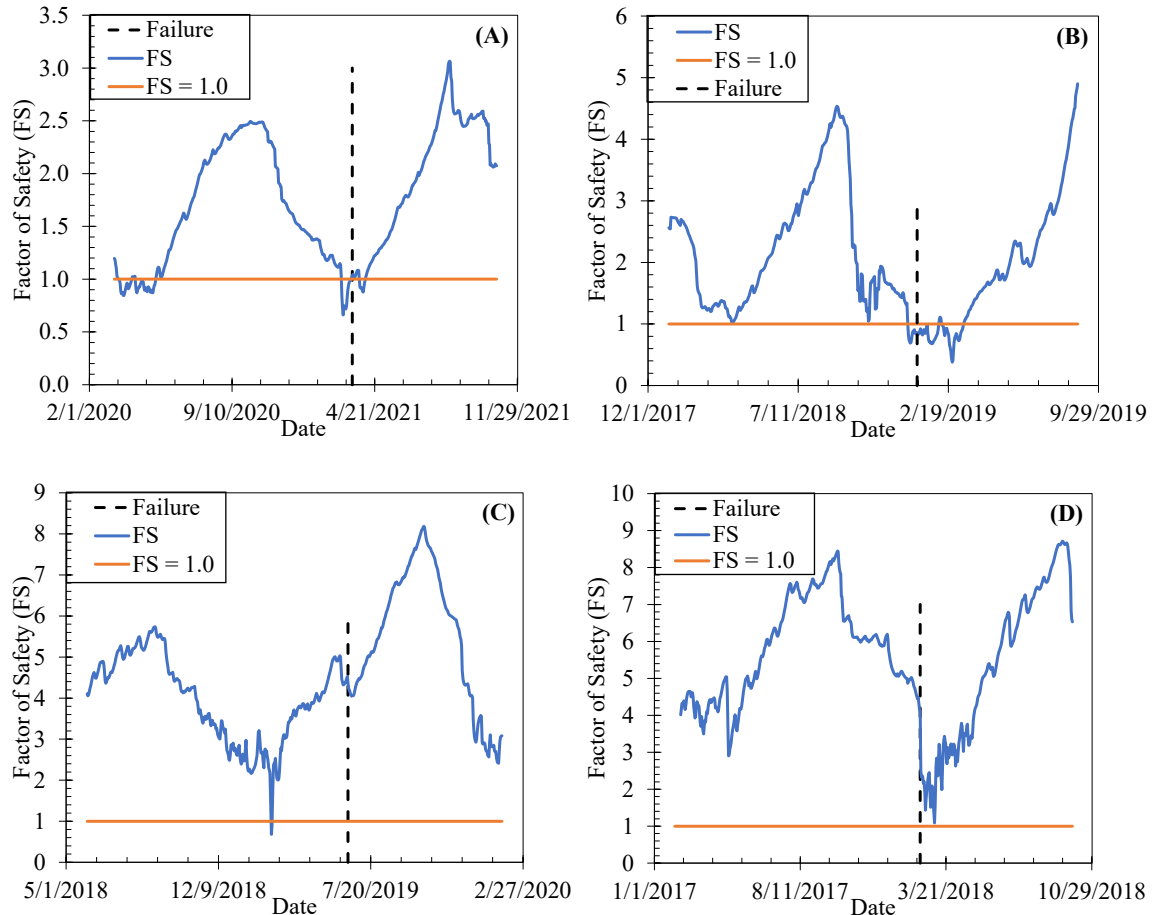 (A)
Failure
FS
FS = 1.0
Factor of Safety (FS)
3.5
3.0
2.5
2.0
1.5
1.0
0.5
0.0
2/1/2020 9/10/2020 4/21/2021 11/29/2021
Date
(B)
FS
FS = 1.0
Failure
Factor of Safety (FS)
6
5
4
3
2
1
0
12/1/2017 7/11/2018 2/19/2019 9/29/2019
Date
(C)
Failure
FS
FS = 1.0
Factor of Safety (FS)
9
8
7
6
5
4
3
2
1
0
5/1/2018 12/9/2018 7/20/2019 2/27/2020
Date
(D)
Failure
FS
FS = 1.0
Factor of Safety (FS)
10
9
8
7
6
5
4
3
2
1
0
1/1/2017 8/11/2017 3/21/2018 10/29/2018
Date